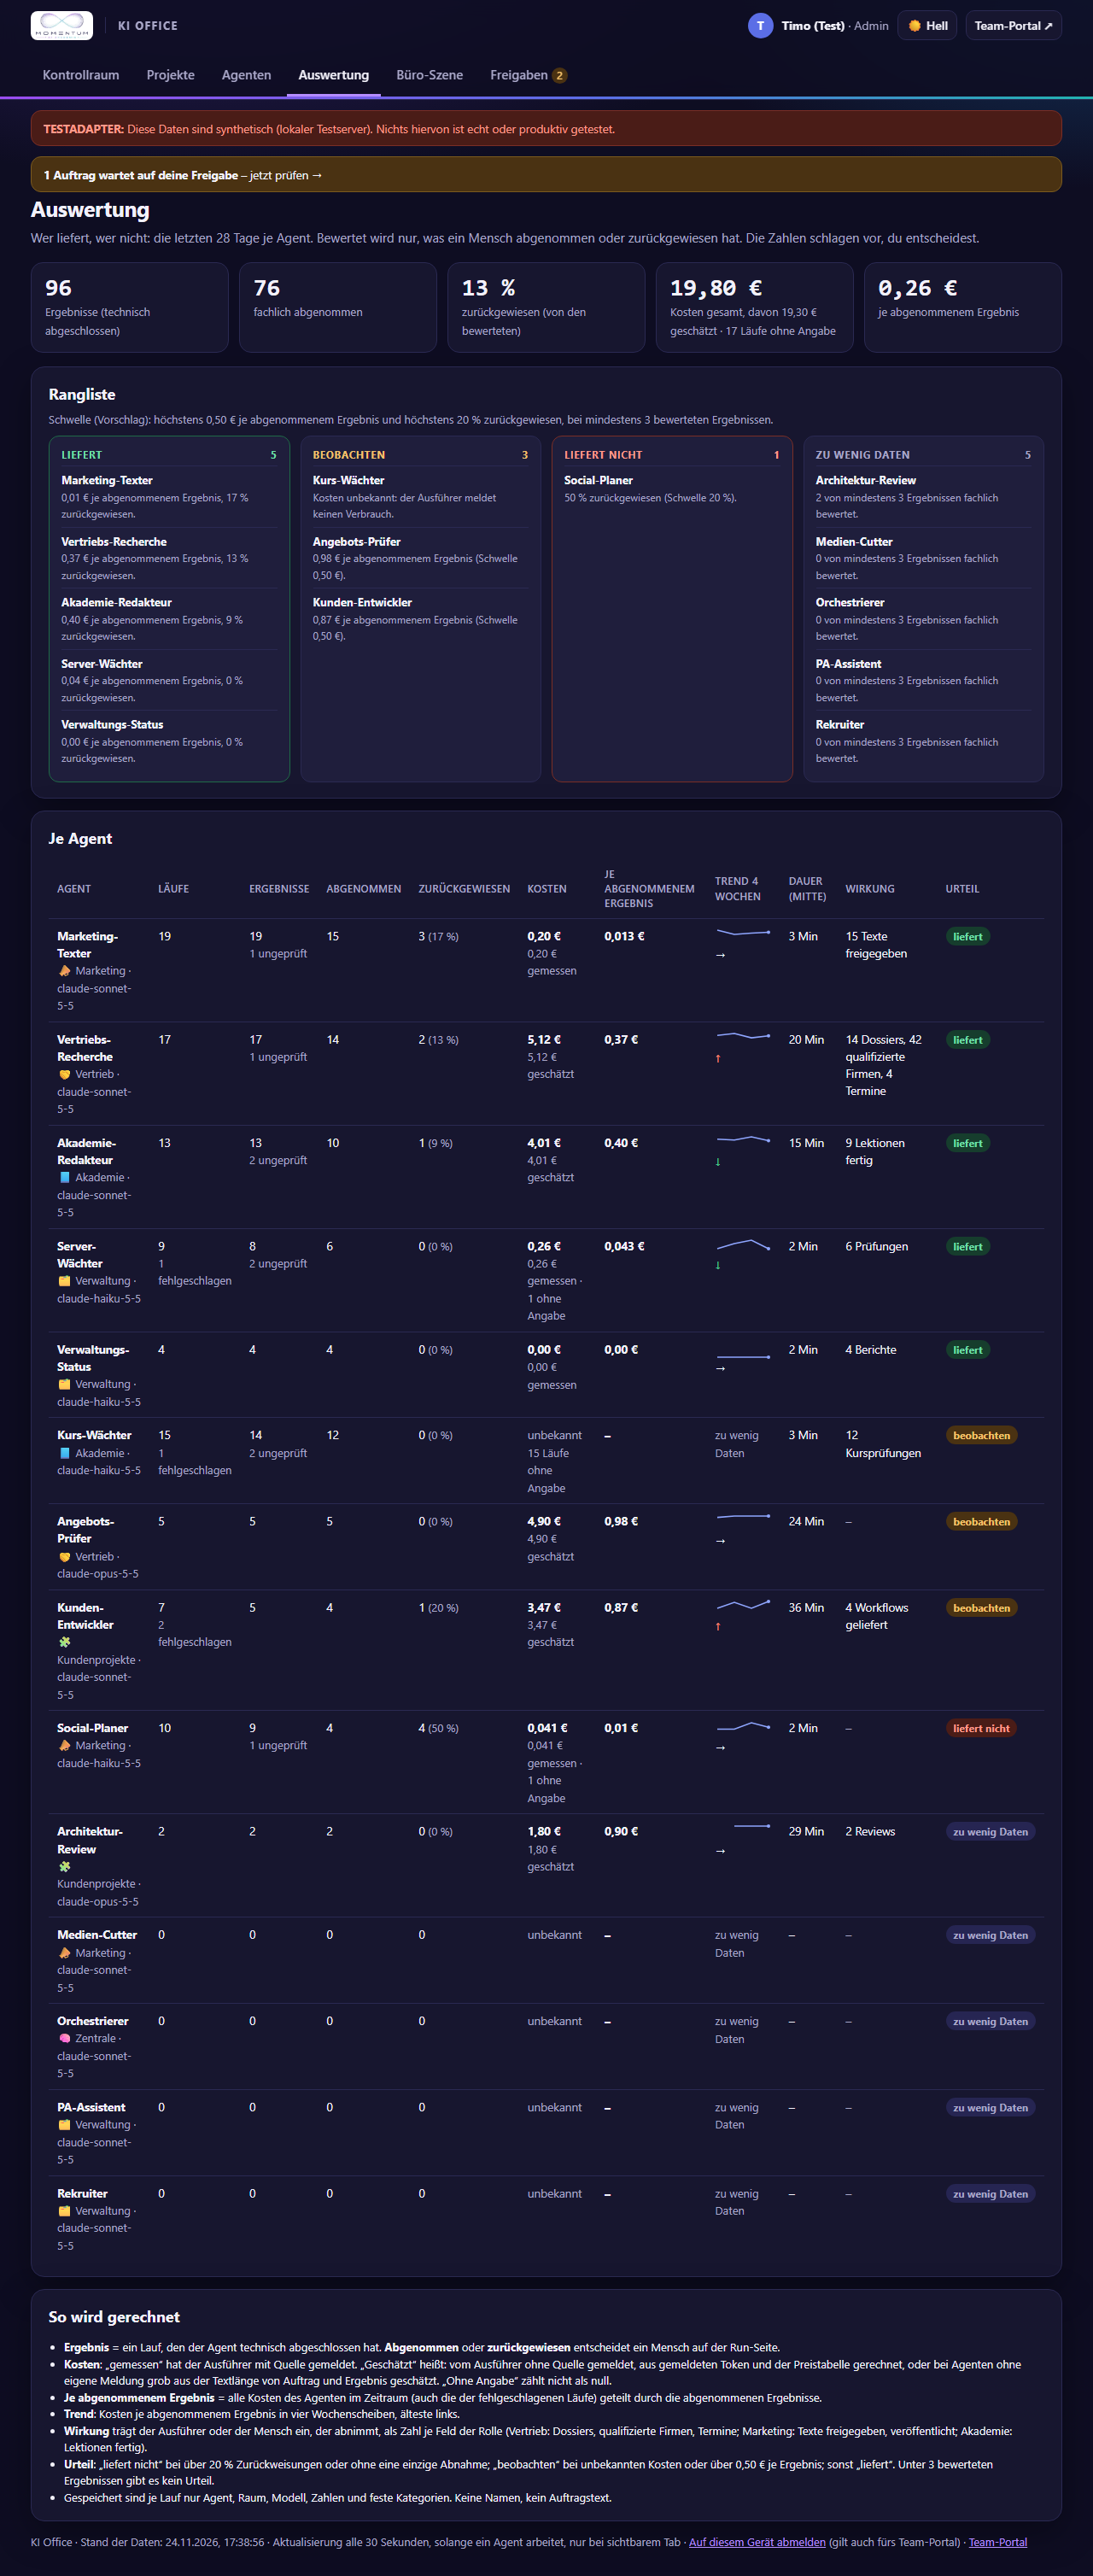 MOMENTUM
KI OFFICE
T Timo (Test) · Admin
Hell
Team-Portal ↗
Kontrollraum Projekte Agenten Auswertung Büro-Szene Freigaben 2
TESTADAPTER: Diese Daten sind synthetisch (lokaler Testserver). Nichts hiervon ist echt oder produktiv getestet.
1 Auftrag wartet auf deine Freigabe – jetzt prüfen →
Auswertung
Wer liefert, wer nicht: die letzten 28 Tage je Agent. Bewertet wird nur, was ein Mensch abgenommen oder zurückgewiesen hat. Die Zahlen schlagen vor, du entscheidest.
96
Ergebnisse (technisch
abgeschlossen)
76
fachlich abgenommen
13 %
zurückgewiesen (von den
bewerteten)
19,80 €
Kosten gesamt, davon 19,30 €
geschätzt · 17 Läufe ohne Angabe
0,26 €
je abgenommenem Ergebnis
Rangliste
Schwelle (Vorschlag): höchstens 0,50 € je abgenommenem Ergebnis und höchstens 20 % zurückgewiesen, bei mindestens 3 bewerteten Ergebnissen.
LIEFERT 5
Marketing-Texter
0,01 € je abgenommenem Ergebnis, 17 %
zurückgewiesen.
Vertriebs-Recherche
0,37 € je abgenommenem Ergebnis, 13 %
zurückgewiesen.
Akademie-Redakteur
0,40 € je abgenommenem Ergebnis, 9 %
zurückgewiesen.
Server-Wächter
0,04 € je abgenommenem Ergebnis, 0 %
zurückgewiesen.
Verwaltungs-Status
0,00 € je abgenommenem Ergebnis, 0 %
zurückgewiesen.
BEOBACHTEN 3
Kurs-Wächter
Kosten unbekannt: der Ausführer meldet
keinen Verbrauch.
Angebots-Prüfer
0,98 € je abgenommenem Ergebnis (Schwelle
0,50 €).
Kunden-Entwickler
0,87 € je abgenommenem Ergebnis (Schwelle
0,50 €).
LIEFERT NICHT 1
Social-Planer
50 % zurückgewiesen (Schwelle 20 %).
ZU WENIG DATEN 5
Architektur-Review
2 von mindestens 3 Ergebnissen fachlich
bewertet.
Medien-Cutter
0 von mindestens 3 Ergebnissen fachlich
bewertet.
Orchestrierer
0 von mindestens 3 Ergebnissen fachlich
bewertet.
PA-Assistent
0 von mindestens 3 Ergebnissen fachlich
bewertet.
Rekruiter
0 von mindestens 3 Ergebnissen fachlich
bewertet.
Je Agent
AGENT LÄUFE ERGEBNISSE ABGENOMMEN ZURÜCKGEWIESEN KOSTEN JE ABGENOMMENEM ERGEBNIS TREND 4 WOCHEN DAUER (MITTE) WIRKUNG URTEIL
Marketing- 19 19 15 3 (17 %) 0,20 € 0,013 € 3 Min 15 Texte liefert
Texter 1 ungeprüft 0,20 € → freigegeben
Marketing · gemessen
claude-sonnet-
5-5
Vertriebs- 17 17 14 2 (13 %) 5,12 € 0,37 € 20 Min 14 Dossiers, 42 liefert
Recherche 1 ungeprüft 5,12 € ↑ qualifizierte
Vertrieb · geschätzt Firmen, 4
claude-sonnet- Termine
5-5
Akademie- 13 13 10 1 (9 %) 4,01 € 0,40 € 15 Min 9 Lektionen liefert
Redakteur 2 ungeprüft 4,01 € ↓ fertig
Akademie · geschätzt
claude-sonnet-
5-5
Server- 9 8 6 0 (0 %) 0,26 € 0,043 € 2 Min 6 Prüfungen liefert
Wächter 1 2 ungeprüft 0,26 € ↓
Verwaltung · fehlgeschlagen gemessen ·
claude-haiku-5-5 1 ohne
Angabe
Verwaltungs- 4 4 4 0 (0 %) 0,00 € 0,00 € 2 Min 4 Berichte liefert
Status 0,00 € →
Verwaltung · gemessen
claude-haiku-5-5
Kurs-Wächter 15 14 12 0 (0 %) unbekannt – zu wenig 3 Min 12 beobachten
Akademie · 1 2 ungeprüft 15 Läufe Daten Kursprüfungen
claude-haiku-5-5 fehlgeschlagen ohne
Angabe
Angebots- 5 5 5 0 (0 %) 4,90 € 0,98 € 24 Min – beobachten
Prüfer 4,90 € →
Vertrieb · geschätzt
claude-opus-5-5
Kunden- 7 5 4 1 (20 %) 3,47 € 0,87 € 36 Min 4 Workflows beobachten
Entwickler 2 3,47 € ↑ geliefert
fehlgeschlagen geschätzt
Kundenprojekte ·
claude-sonnet-
5-5
Social-Planer 10 9 4 4 (50 %) 0,041 € 0,01 € 2 Min – liefert nicht
Marketing · 1 ungeprüft 0,041 € →
claude-haiku-5-5 gemessen ·
1 ohne
Angabe
Architektur- 2 2 2 0 (0 %) 1,80 € 0,90 € 29 Min 2 Reviews zu wenig Daten
Review 1,80 € →
geschätzt
Kundenprojekte ·
claude-opus-5-5
Medien-Cutter 0 0 0 0 unbekannt – zu wenig – – zu wenig Daten
Marketing · Daten
claude-sonnet-
5-5
Orchestrierer 0 0 0 0 unbekannt – zu wenig – – zu wenig Daten
Zentrale · Daten
claude-sonnet-
5-5
PA-Assistent 0 0 0 0 unbekannt – zu wenig – – zu wenig Daten
Verwaltung · Daten
claude-sonnet-
5-5
Rekruiter 0 0 0 0 unbekannt – zu wenig – – zu wenig Daten
Verwaltung · Daten
claude-sonnet-
5-5
So wird gerechnet
• Ergebnis = ein Lauf, den der Agent technisch abgeschlossen hat. Abgenommen oder zurückgewiesen entscheidet ein Mensch auf der Run-Seite.
• Kosten: „gemessen“ hat der Ausführer mit Quelle gemeldet. „Geschätzt“ heißt: vom Ausführer ohne Quelle gemeldet, aus gemeldeten Token und der Preistabelle gerechnet, oder bei Agenten ohne
eigene Meldung grob aus der Textlänge von Auftrag und Ergebnis geschätzt. „Ohne Angabe“ zählt nicht als null.
• Je abgenommenem Ergebnis = alle Kosten des Agenten im Zeitraum (auch die der fehlgeschlagenen Läufe) geteilt durch die abgenommenen Ergebnisse.
• Trend: Kosten je abgenommenem Ergebnis in vier Wochenscheiben, älteste links.
• Wirkung trägt der Ausführer oder der Mensch ein, der abnimmt, als Zahl je Feld der Rolle (Vertrieb: Dossiers, qualifizierte Firmen, Termine; Marketing: Texte freigegeben, veröffentlicht; Akademie:
Lektionen fertig).
• Urteil: „liefert nicht“ bei über 20 % Zurückweisungen oder ohne eine einzige Abnahme; „beobachten“ bei unbekannten Kosten oder über 0,50 € je Ergebnis; sonst „liefert“. Unter 3 bewerteten
Ergebnissen gibt es kein Urteil.
• Gespeichert sind je Lauf nur Agent, Raum, Modell, Zahlen und feste Kategorien. Keine Namen, kein Auftragstext.
KI Office · Stand der Daten: 24.11.2026, 17:38:56 · Aktualisierung alle 30 Sekunden, solange ein Agent arbeitet, nur bei sichtbarem Tab · Auf diesem Gerät abmelden (gilt auch fürs Team-Portal) · Team-Portal